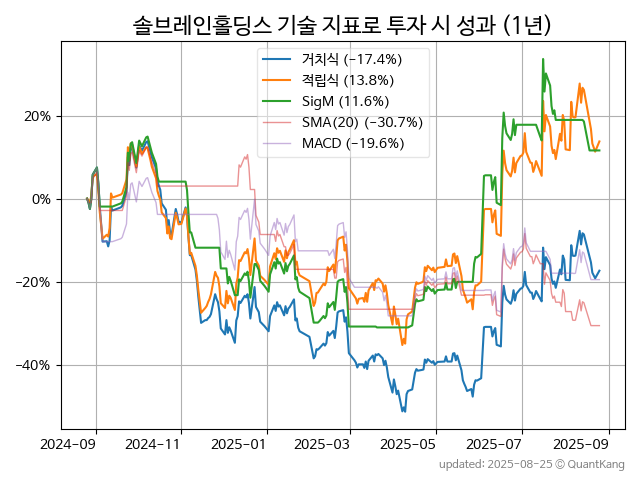 솔브레인홀딩스 기술 지표로 투자 시 성과 (1년)
거치식 (−17.4%)
적립식 (13.8%)
SigM (11.6%)
SMA(20) (−30.7%)
MACD (−19.6%)
20%
0%
−20%
−40%
2024-09 2024-11 2025-01 2025-03 2025-05 2025-07 2025-09
updated: 2025-08-25 ⓒ QuantKang